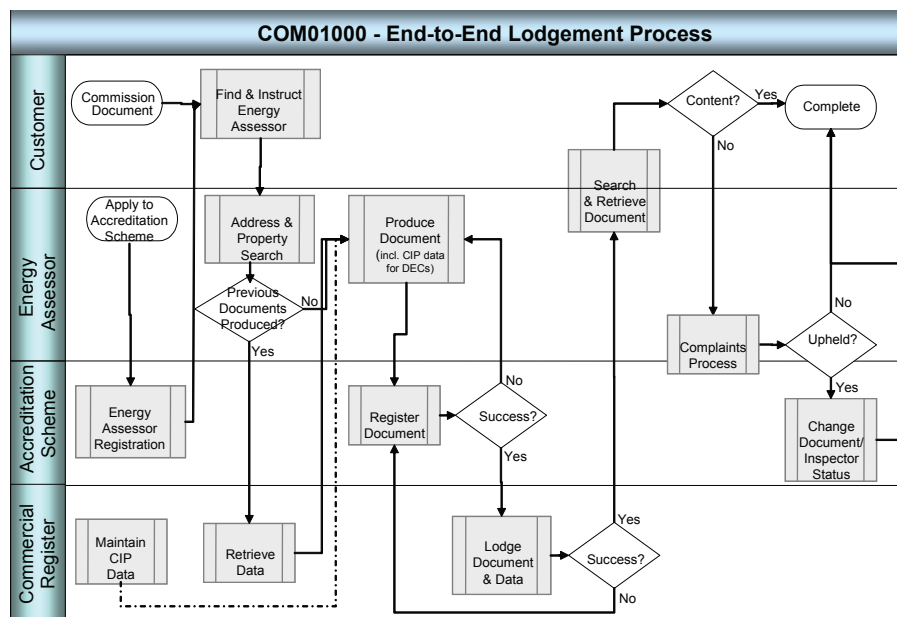 COM01000 - End-to-End Lodgement Process
Customer
Commission
Document
Find & Instruct
Energy
Assessor
Content?
Yes
Complete
No
Search
& Retrieve
Document
Energy
Assessor
Apply to
Accreditation
Scheme
Address &
Property
Search
Produce
Document
(incl. CIP data
for DECs)
Previous
Documents
Produced?
No
Yes
Complaints
Process
No
Upheld?
Yes
Accreditation
Scheme
Energy
Assessor
Registration
Register
Document
No
Success?
Yes
Change
Document/
Inspector
Status
Commercial
Register
Maintain
CIP
Data
Retrieve
Data
Lodge
Document
& Data
Yes
Success?
No